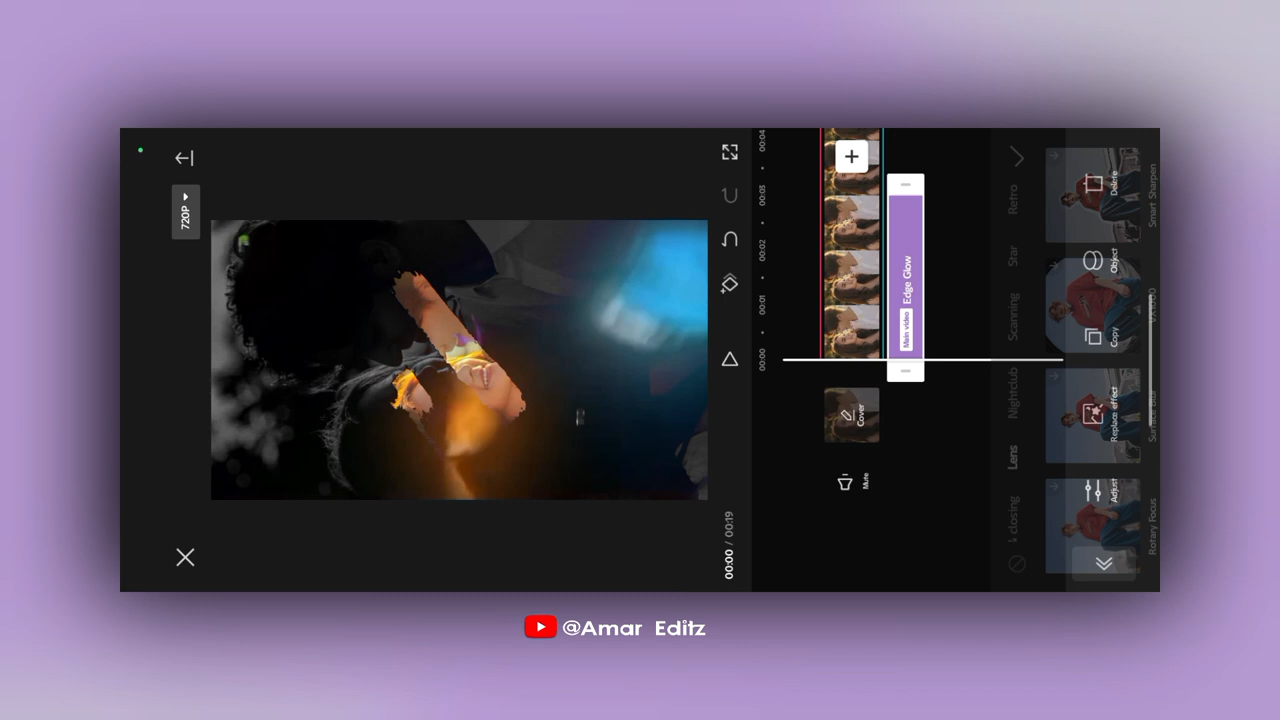 720P
00:00 / 00:19
00:00
00:01
00:02
00:03
00:04
Mute
Cover
Main video
Edge Glow
closing
Lens
Nightclub
Scanning
Star
Retro
Adjust
Replace effect
Copy
Object
Delete
Rotary Focus
Smart Sharpen
@Amar Editz